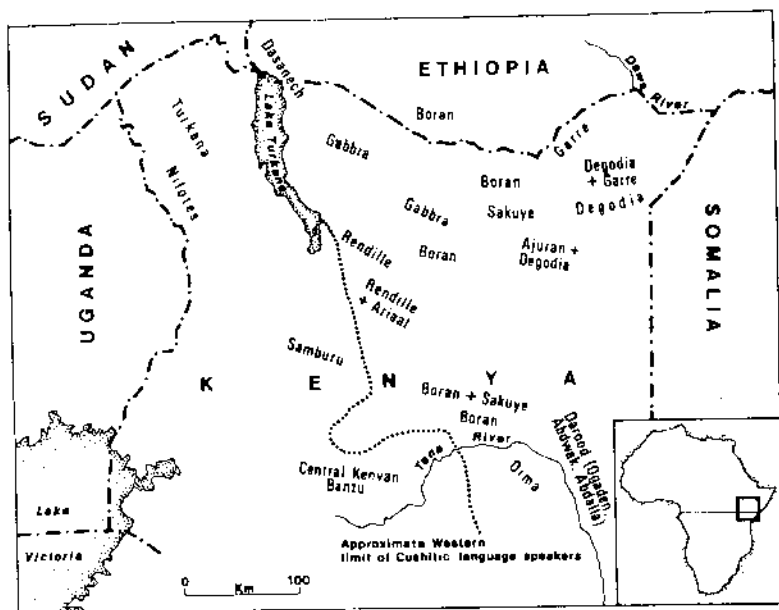 SUDAN
ETHIOPIA
Dasanech
Dawa
River
Boran
Turkana
Nilotes
Lake Turkana
Gabbra
Garre
Degodia
+ Garre
Boran
Degodia
Gabbra
Sakuye
UGANDA
SOMALIA
Rendille
Boran
Ajuran +
Degodia
Rendille
+ Ariaal
Samburu
K E N Y A
Boran + Sakuye
Boran
River
Tana
Orma
Darood (Ogaden,
Abdwak, Abdalla)
Central Kenyan
Banzu
Lake
Victoria
Approximate Western
limit of Cushitic language speakers
0 100
Km